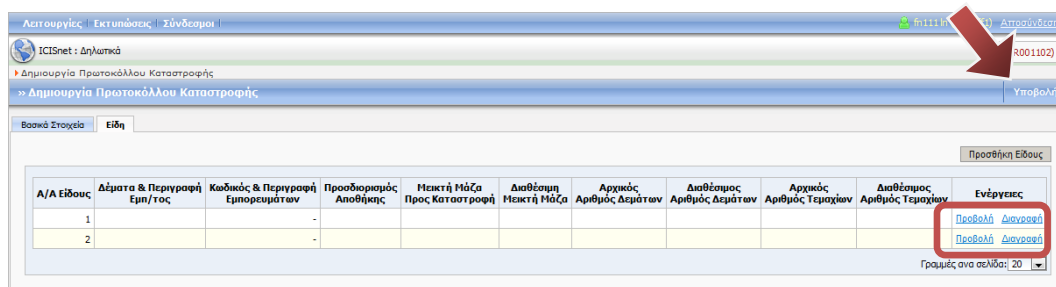 Λειτουργίες | Εκτυπώσεις | Σύνδεσμοι |
fn111 ln Αποσύνδεση
ICISnet : Δηλωτικά R001102)
Δημιουργία Πρωτοκόλλου Καταστροφής
» Δημιουργία Πρωτοκόλλου Καταστροφής Υποβολή
Βασικά Στοιχεία Είδη
Προσθήκη Είδους
Α/Α Είδους Δέματα & Περιγραφή Εμπ/τος Κωδικός & Περιγραφή Εμπορευμάτων Προσδιορισμός Αποθήκης Μεικτή Μάζα Προς Καταστροφή Διαθέσιμη Μεικτή Μάζα Αρχικός Αριθμός Δεμάτων Διαθέσιμος Αριθμός Δεμάτων Αρχικός Αριθμός Τεμαχίων Διαθέσιμος Αριθμός Τεμαχίων Ενέργειες
1 - Προβολή Διαγραφή
2 - Προβολή Διαγραφή
Γραμμές ανα σελίδα: 20